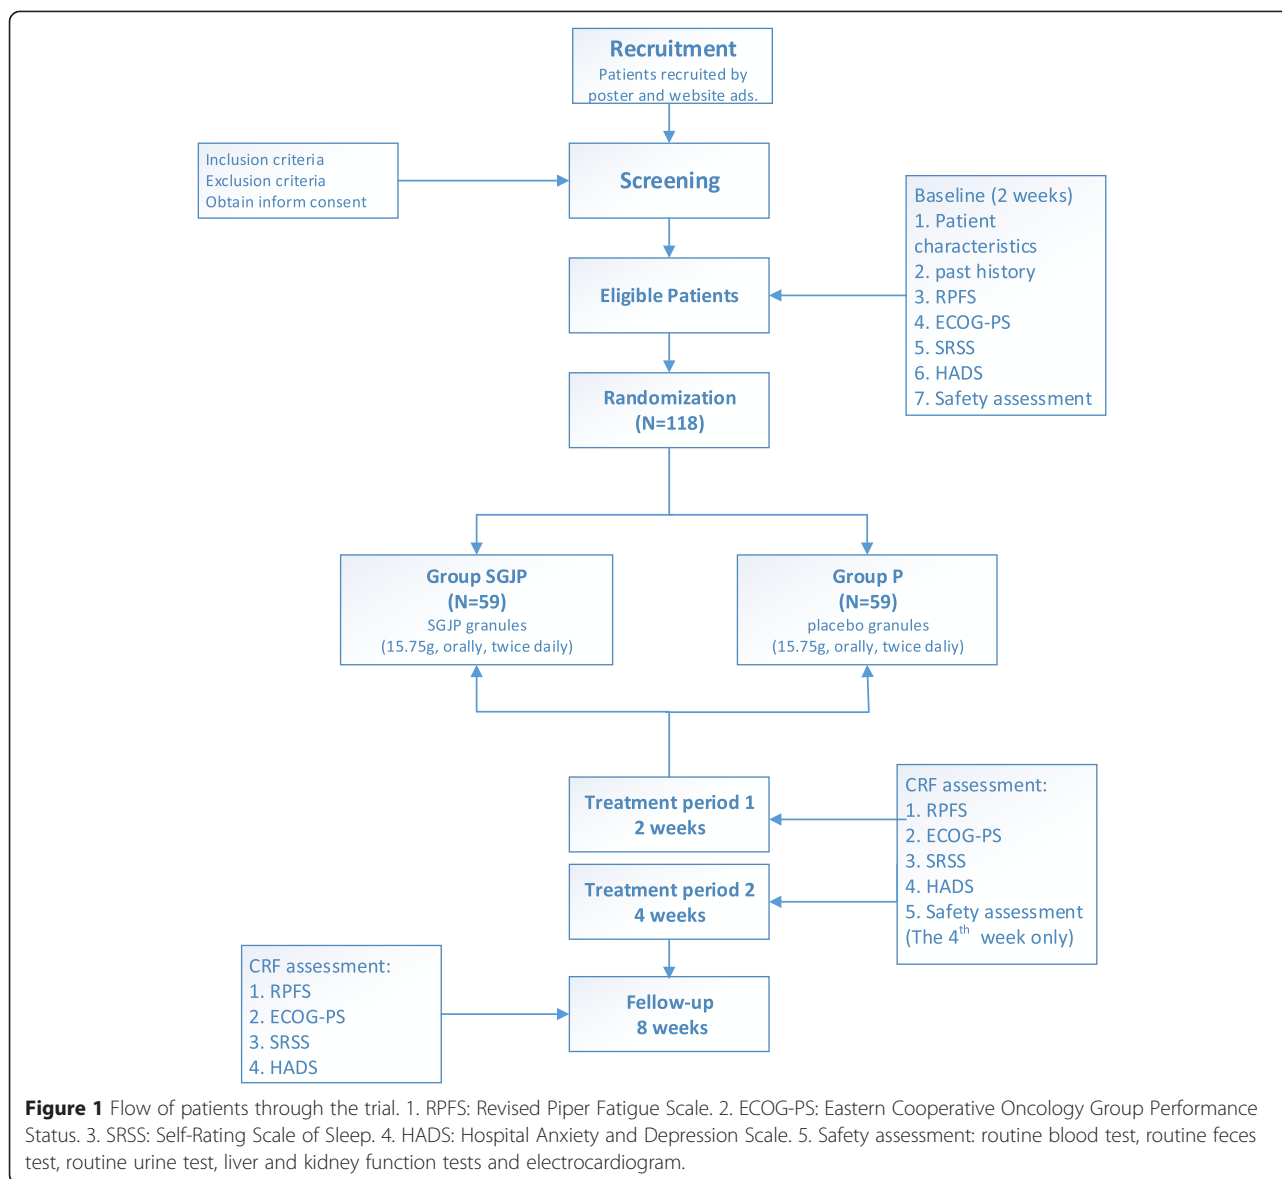 Recruitment
Patients recruited by
poster and website ads.
Inclusion criteria
Exclusion criteria
Obtain inform consent
Screening
Baseline (2 weeks)
1. Patient
characteristics
2. past history
3. RPFS
4. ECOG-PS
5. SRSS
6. HADS
7. Safety assessment
Eligible Patients
Randomization
(N=118)
Group SGJP
(N=59)
SGJP granules
(15.75g, orally, twice daily)
Group P
(N=59)
placebo granules
(15.75g, orally, twice daliy)
Treatment period 1
2 weeks
CRF assessment:
1. RPFS
2. ECOG-PS
3. SRSS
4. HADS
5. Safety assessment
(The 4th week only)
Treatment period 2
4 weeks
CRF assessment:
1. RPFS
2. ECOG-PS
3. SRSS
4. HADS
Fellow-up
8 weeks
Figure 1 Flow of patients through the trial. 1. RPFS: Revised Piper Fatigue Scale. 2. ECOG-PS: Eastern Cooperative Oncology Group Performance
Status. 3. SRSS: Self-Rating Scale of Sleep. 4. HADS: Hospital Anxiety and Depression Scale. 5. Safety assessment: routine blood test, routine feces
test, routine urine test, liver and kidney function tests and electrocardiogram.